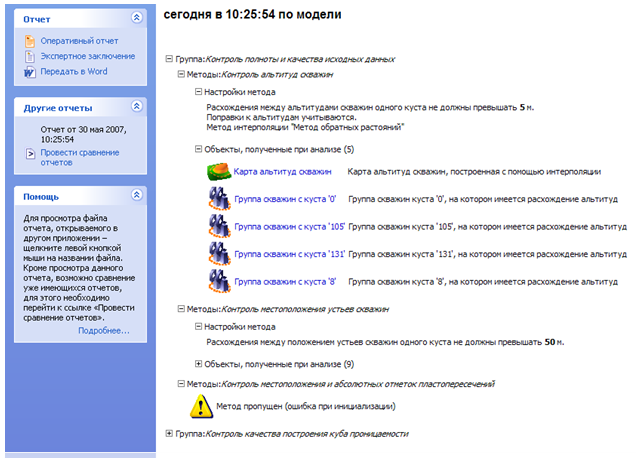 Отчет
Оперативный отчет
Экспертное заключение
Передать в Word
Другие отчеты
Отчет от 30 мая 2007,
10:25:54
Провести сравнение
отчетов
Помощь
Для просмотра файла
отчета, открываемого в
другом приложении –
щелкните левой кнопкой
мыши на названии файла.
Кроме просмотра данного
отчета, возможно сравнение
уже имеющихся отчетов,
для этого необходимо
перейти к ссылке «Провести
сравнение отчетов».
Подробнее...
сегодня в 10:25:54 по модели
Группа:Контроль полноты и качества исходных данных
Методы:Контроль альтитуд скважин
Настройки метода
Расхождения между альтитудами скважин одного куста не должны превышать 5 м.
Поправки к альтитудам учитываются.
Метод интерполяции "Метод обратных растояний"
Объекты, полученные при анализе (5)
Карта альтитуд скважин Карта альтитуд скважин, построенная с помощью интерполяции
Группа скважин с куста '0' Группа скважин куста '0', на котором имеется расхождение альтитуд
Группа скважин с куста '105' Группа скважин куста '105', на котором имеется расхождение альтитуд
Группа скважин с куста '131' Группа скважин куста '131', на котором имеется расхождение альтитуд
Группа скважин с куста '8' Группа скважин куста '8', на котором имеется расхождение альтитуд
Методы:Контроль местоположения устьев скважин
Настройки метода
Расхождения между положением устьев скважин одного куста не должны превышать 50 м.
Объекты, полученные при анализе (9)
Методы:Контроль местоположения и абсолютных отметок пластопересечений
Метод пропущен (ошибка при инициализации)
Группа:Контроль качества построения куба проницаемости